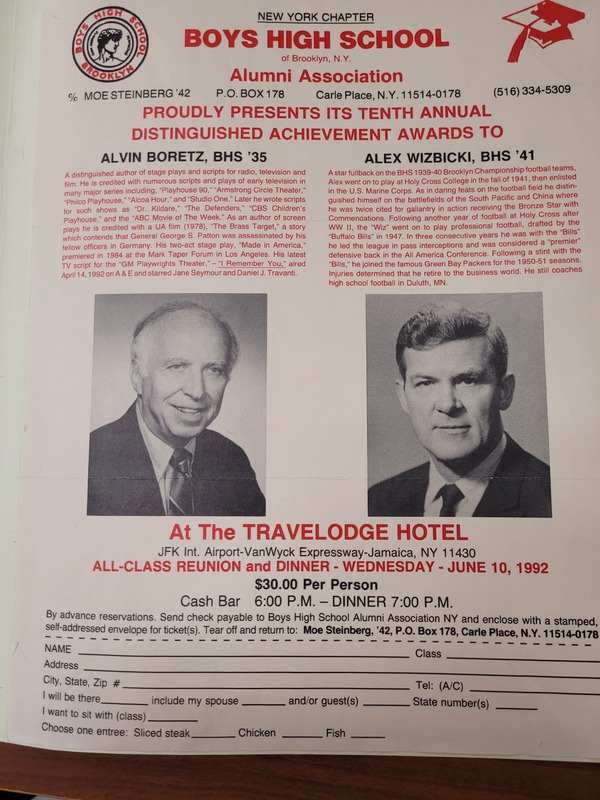 BOYS HIGH SCHOOL
BROOKLYN
NEW YORK CHAPTER
BOYS HIGH SCHOOL
of Brooklyn, N.Y.
Alumni Association
% MOE STEINBERG '42 P.O. BOX 178 Carle Place, N.Y. 11514-0178 (516) 334-5309
PROUDLY PRESENTS ITS TENTH ANNUAL
DISTINGUISHED ACHIEVEMENT AWARDS TO
ALVIN BORETZ, BHS '35
A distinguished author of stage plays and scripts for radio, television and
film. He is credited with numerous scripts and plays of early television in
many major series including, "Playhouse 90," "Armstrong Circle Theater,"
"Philco Playhouse," "Alcoa Hour," and "Studio One." Later he wrote scripts
for such shows as "Dr. Kildare," "The Defenders," "CBS Children's
Playhouse," and the "ABC Movie of The Week." As an author of screen
plays he is credited with a UA film (1978), "The Brass Target," a story
which contends that General George S. Patton was assassinated by his
fellow officers in Germany. His two-act stage play, "Made in America,"
premiered in 1984 at the Mark Taper Forum in Los Angeles. His latest
TV script for the "GM Playwrights Theater," – "I Remember You," aired
April 14, 1992 on A & E and starred Jane Seymour and Daniel J. Travanti.
ALEX WIZBICKI, BHS '41
A star fullback on the BHS 1939-40 Brooklyn Championship football teams,
Alex went on to play at Holy Cross College in the fall of 1941, then enlisted
in the U.S. Marine Corps. As in daring feats on the football field he distin-
guished himself on the battlefields of the South Pacific and China where
he was twice cited for gallantry in action receiving the Bronze Star with
Commendations. Following another year of football at Holy Cross after
WW II, the "Wiz" went on to play professional football, drafted by the
"Buffalo Bills" in 1947. In three consecutive years he was with the "Bills"
he led the league in pass interceptions and was considered a "premier"
defensive back in the All America Conference. Following a stint with the
"Bills," he joined the famous Green Bay Packers for the 1950-51 seasons.
Injuries determined that he retire to the business world. He still coaches
high school football in Duluth, MN.
At The TRAVELODGE HOTEL
JFK Int. Airport-VanWyck Expressway-Jamaica, NY 11430
ALL-CLASS REUNION and DINNER - WEDNESDAY - JUNE 10, 1992
$30.00 Per Person
Cash Bar 6:00 P.M. – DINNER 7:00 P.M.
By advance reservations. Send check payable to Boys High School Alumni Association NY and enclose with a stamped,
self-addressed envelope for ticket(s). Tear off and return to: Moe Steinberg, '42, P.O. Box 178, Carle Place, N.Y. 11514-0178
NAME Class
Address
City, State, Zip # Tel: (A/C)
I will be there include my spouse and/or guest(s) State number(s)
I want to sit with (class)
Choose one entree: Sliced steak Chicken Fish